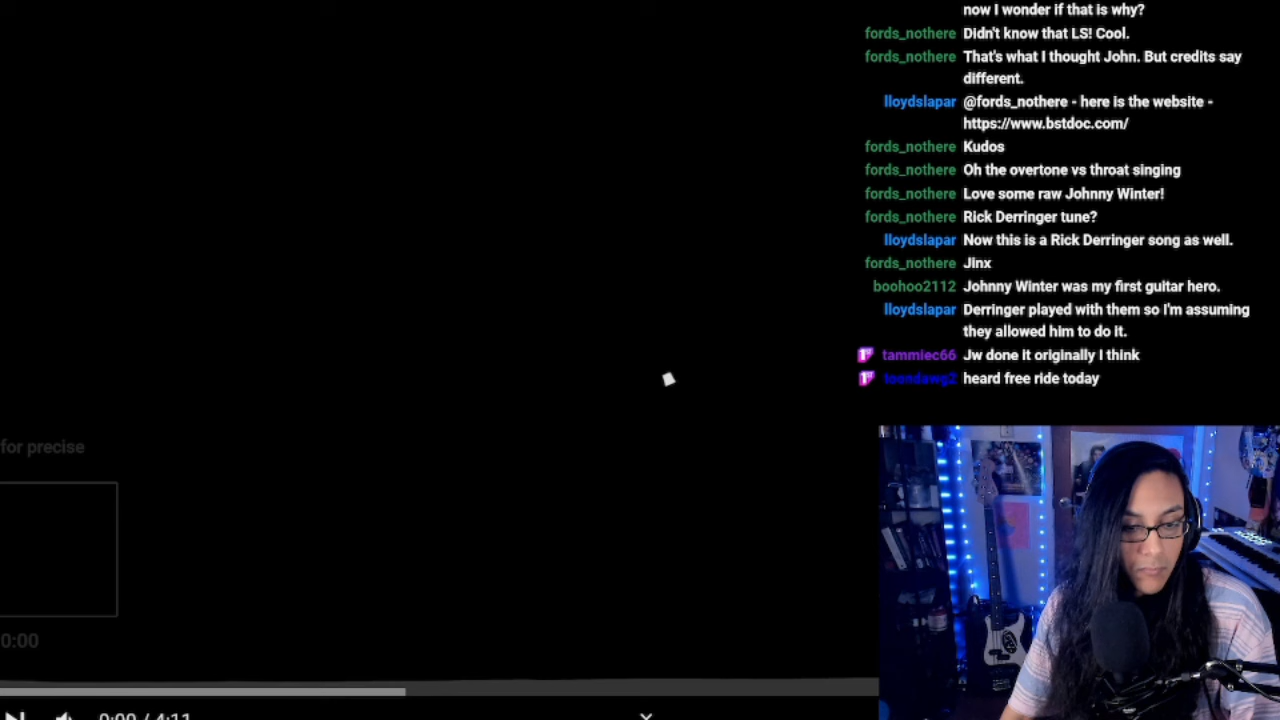 now I wonder if that is why?
fords_nothere Didn't know that LS! Cool.
fords_nothere That's what I thought John. But credits say
different.
lloydslapar @fords_nothere - here is the website -
https://www.bstdoc.com/
fords_nothere Kudos
fords_nothere Oh the overtone vs throat singing
fords_nothere Love some raw Johnny Winter!
fords_nothere Rick Derringer tune?
lloydslapar Now this is a Rick Derringer song as well.
fords_nothere Jinx
boohoo2112 Johnny Winter was my first guitar hero.
lloydslapar Derringer played with them so I'm assuming
they allowed him to do it.
tammiec66 Jw done it originally I think
toondawg2 heard free ride today
for precise
0:00
0:00 / 4:11